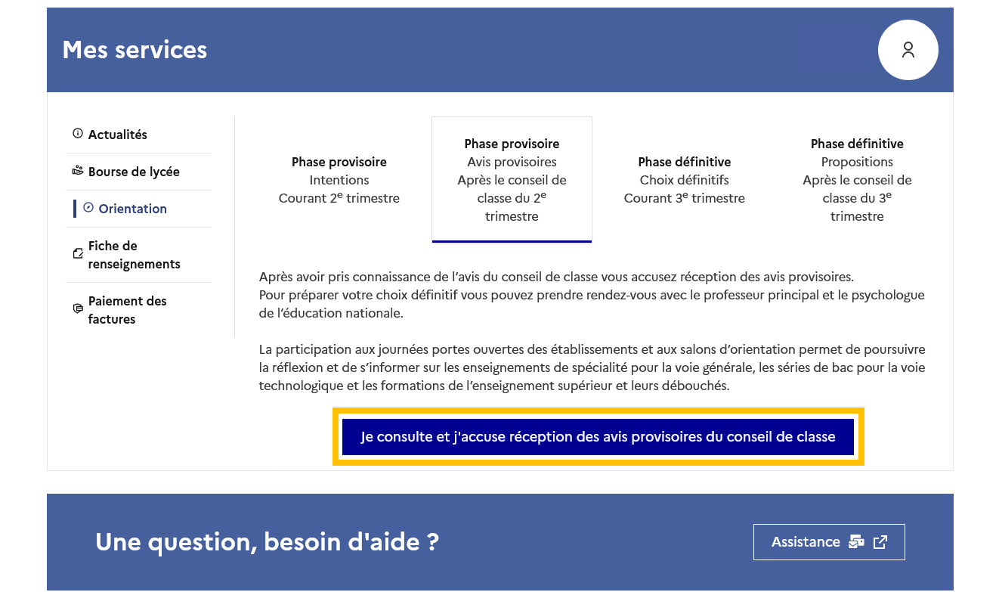 Mes services
Actualités
Bourse de lycée
Orientation
Fiche de
renseignements
Paiement des
factures
Phase provisoire
Intentions
Courant 2e trimestre
Phase provisoire
Avis provisoires
Après le conseil de
classe du 2e
trimestre
Phase définitive
Choix définitifs
Courant 3e trimestre
Phase définitive
Propositions
Après le conseil de
classe du 3e
trimestre
Après avoir pris connaissance de l’avis du conseil de classe vous accusez réception des avis provisoires.
Pour préparer votre choix définitif vous pouvez prendre rendez-vous avec le professeur principal et le psychologue
de l’éducation nationale.
La participation aux journées portes ouvertes des établissements et aux salons d’orientation permet de poursuivre
la réflexion et de s’informer sur les enseignements de spécialité pour la voie générale, les séries de bac pour la voie
technologique et les formations de l’enseignement supérieur et leurs débouchés.
Je consulte et j'accuse réception des avis provisoires du conseil de classe
Une question, besoin d'aide ?
Assistance